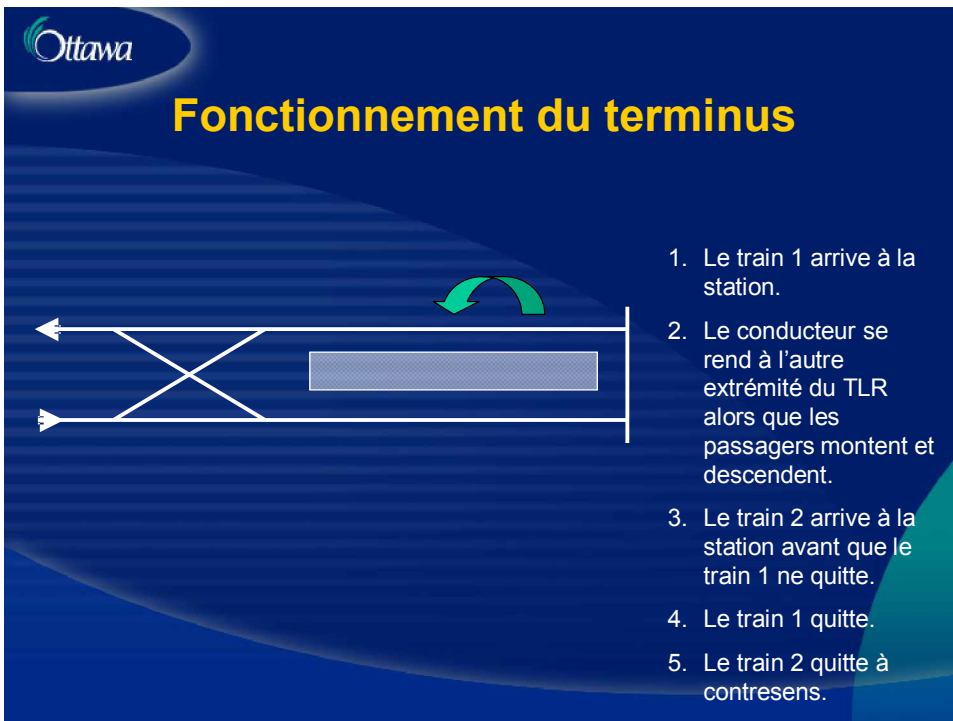 Ottawa
Fonctionnement du terminus
1. Le train 1 arrive à la
station.
2. Le conducteur se
rend à l’autre
extrémité du TLR
alors que les
passagers montent et
descendent.
3. Le train 2 arrive à la
station avant que le
train 1 ne quitte.
4. Le train 1 quitte.
5. Le train 2 quitte à
contresens.